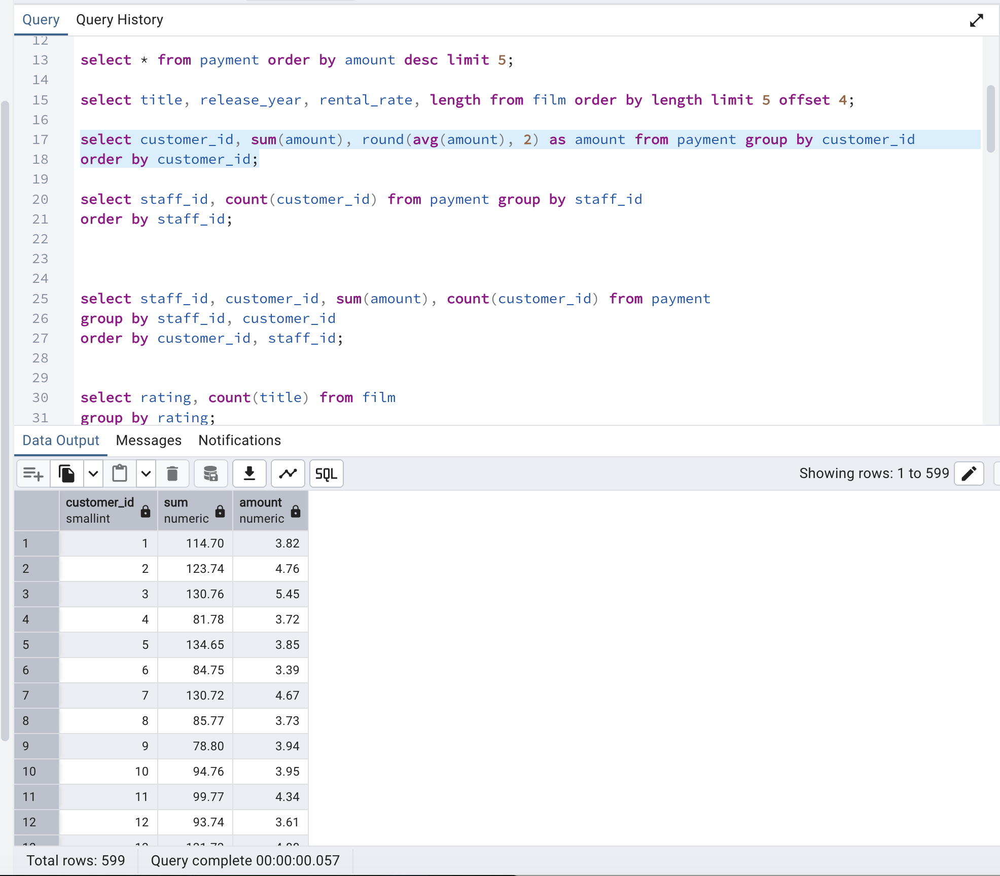 Query Query History
12
13 select * from payment order by amount desc limit 5;
14
15 select title, release_year, rental_rate, length from film order by length limit 5 offset 4;
16
17 select customer_id, sum(amount), round(avg(amount), 2) as amount from payment group by customer_id
18 order by customer_id;
19
20 select staff_id, count(customer_id) from payment group by staff_id
21 order by staff_id;
22
23
24
25 select staff_id, customer_id, sum(amount), count(customer_id) from payment
26 group by staff_id, customer_id
27 order by customer_id, staff_id;
28
29
30 select rating, count(title) from film
31 group by rating;
Data Output Messages Notifications
SQL Showing rows: 1 to 599
customer_id sum amount
smallint numeric numeric
1 1 114.70 3.82
2 2 123.74 4.76
3 3 130.76 5.45
4 4 81.78 3.72
5 5 134.65 3.85
6 6 84.75 3.39
7 7 130.72 4.67
8 8 85.77 3.73
9 9 78.80 3.94
10 10 94.76 3.95
11 11 99.77 4.34
12 12 93.74 3.61
Total rows: 599 Query complete 00:00:00.057